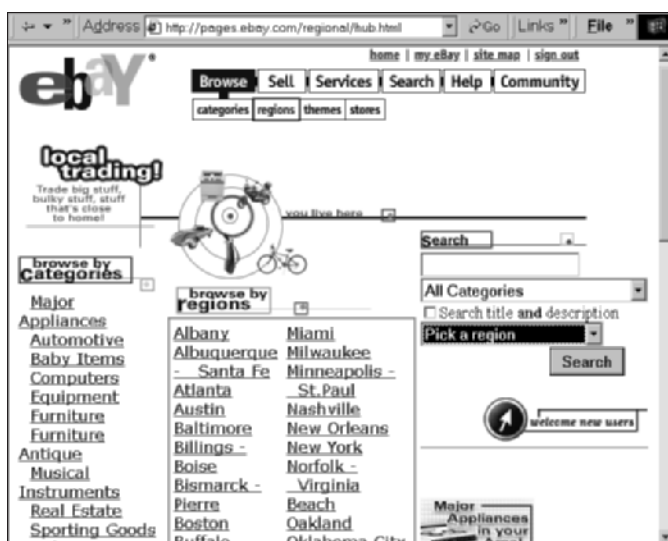 Address http://pages.ebay.com/regional/hub.html Go Links » File »
home | my eBay | site map | sign out
ebaY
Browse Sell Services Search Help Community
categories regions themes stores
local
trading!
Trade big stuff,
bulky stuff, stuff
that's close
to home!
you live here
browse by
categories
Major
Appliances
Automotive
Baby Items
Computers
Equipment
Furniture
Furniture
Antique
Musical
Instruments
Real Estate
Sporting Goods
browse by
regions
Albany
Albuquerque
- Santa Fe
Atlanta
Austin
Baltimore
Billings -
Boise
Bismarck -
Pierre
Boston
Buffalo
Miami
Milwaukee
Minneapolis -
St.Paul
Nashville
New Orleans
New York
Norfolk -
Virginia
Beach
Oakland
Oklahoma City
Search
All Categories
Search title and description
Pick a region
Search
welcome new users
Major
Appliances
in your